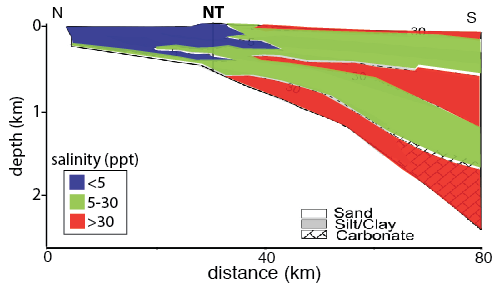 N NT S
0
30
30
30
1
2
depth (km)
salinity (ppt)
<5
5-30
>30
Sand
Silt/Clay
Carbonate
0 40 80
distance (km)